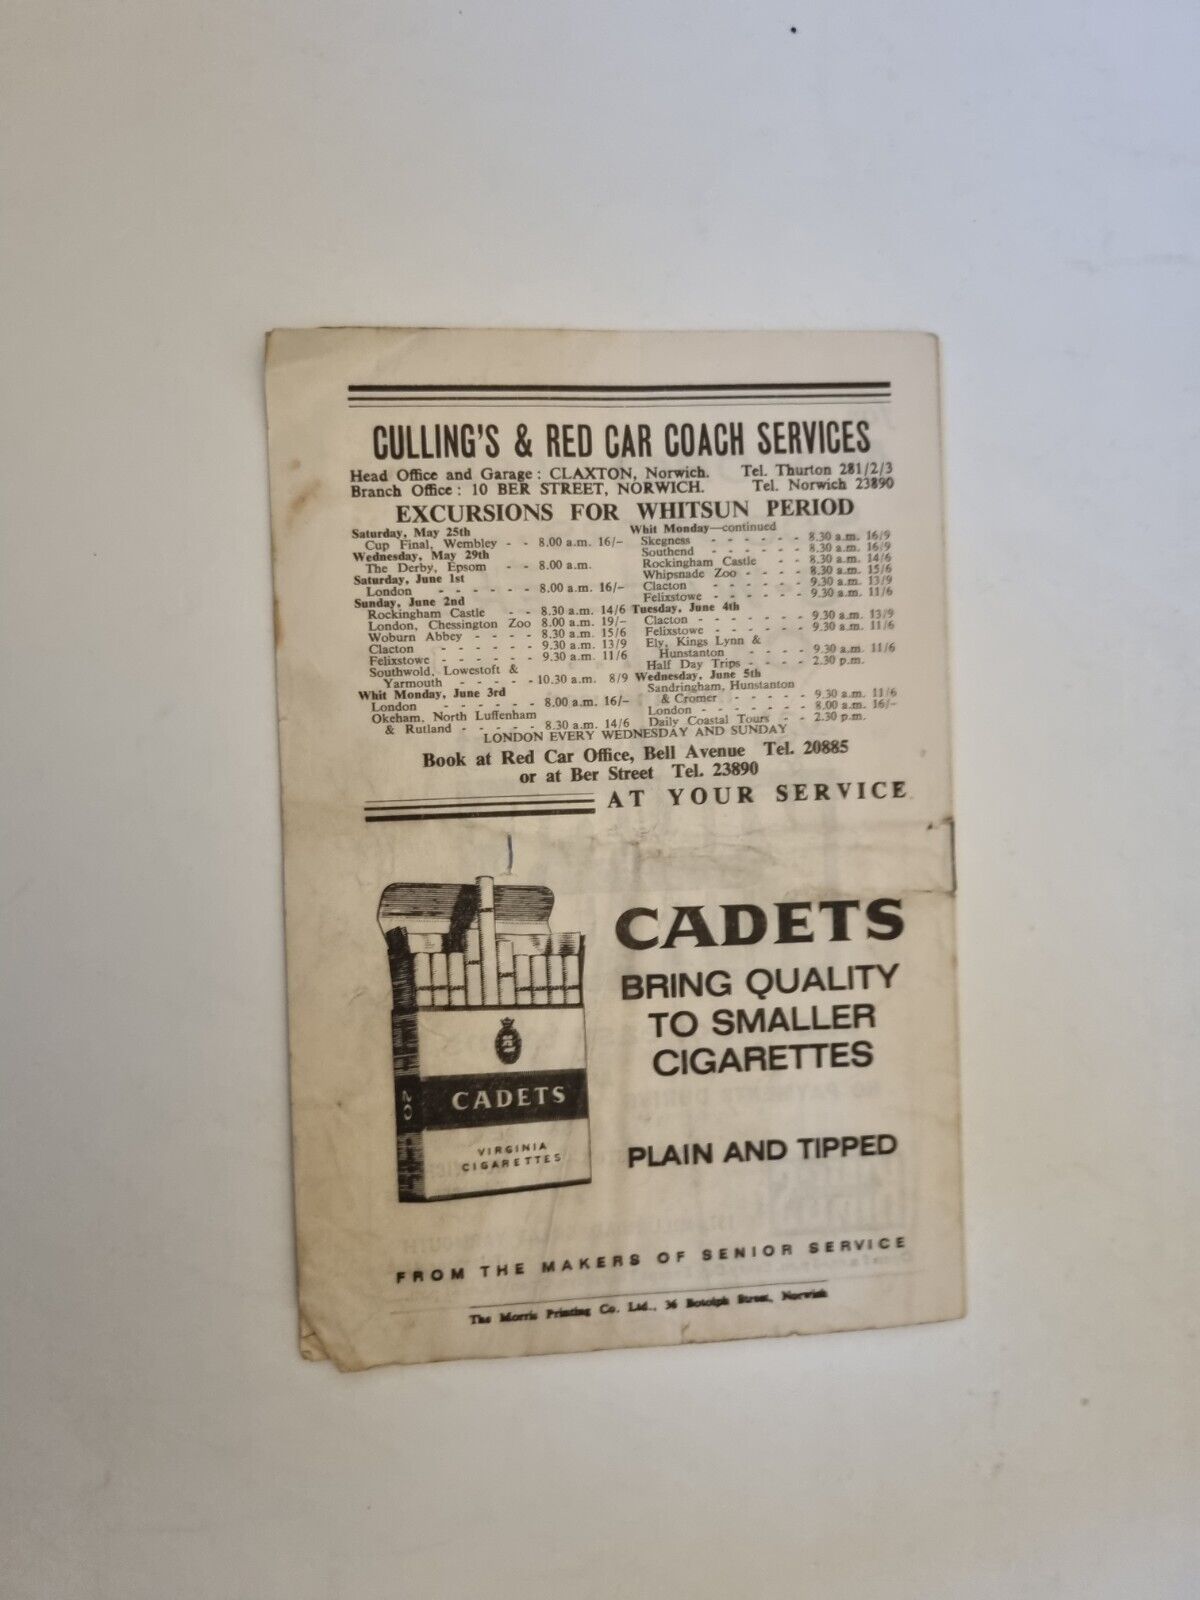 CULLING'S & RED CAR COACH SERVICES
Head Office and Garage: CLAXTON, Norwich. Tel. Thurton 281/2/3
Branch Office: 10 BER STREET, NORWICH. Tel. Norwich 23890
EXCURSIONS FOR WHITSUN PERIOD
Saturday, May 25th
Cup Final, Wembley - - 8.00 a.m. 16/-
Wednesday, May 29th
The Derby, Epsom - - 8.00 a.m.
Saturday, June 1st
London - - - - - - 8.00 a.m. 16/-
Sunday, June 2nd
Rockingham Castle - - 8.30 a.m. 14/6
London, Chessington Zoo 8.00 a.m. 19/-
Woburn Abbey - - - - 8.30 a.m. 15/6
Clacton - - - - - - 9.30 a.m. 13/9
Felixstowe - - - - - 9.30 a.m. 11/6
Southwold, Lowestoft &
Yarmouth - - - - - 10.30 a.m. 8/9
Whit Monday, June 3rd
London - - - - - - 8.00 a.m. 16/-
Okeham, North Luffenham
& Rutland - - - - - 8.30 a.m. 14/6
Whit Monday—continued
Skegness - - - - - - 8.30 a.m. 16/9
Southend - - - - - - 8.30 a.m. 16/9
Rockingham Castle - - 8.30 a.m. 14/6
Whipsnade Zoo - - - - 8.30 a.m. 15/6
Clacton - - - - - - 9.30 a.m. 13/9
Felixstowe - - - - - - 9.30 a.m. 11/6
Tuesday, June 4th
Clacton - - - - - - - 9.30 a.m. 13/9
Felixstowe - - - - - - 9.30 a.m. 11/6
Ely, Kings Lynn &
Hunstanton - - - - 9.30 a.m. 11/6
Half Day Trips - - - - 2.30 p.m.
Wednesday, June 5th
Sandringham, Hunstanton
& Cromer - - - - - - 9.30 a.m. 11/6
London - - - - - - - 8.00 a.m. 16/-
Daily Coastal Tours - - 2.30 p.m.
LONDON EVERY WEDNESDAY AND SUNDAY
Book at Red Car Office, Bell Avenue Tel. 20885
or at Ber Street Tel. 23890
AT YOUR SERVICE
CADETS
BRING QUALITY
TO SMALLER
CIGARETTES
PLAIN AND TIPPED
20
CADETS
VIRGINIA
CIGARETTES
FROM THE MAKERS OF SENIOR SERVICE
The Morris Printing Co. Ltd., 36 Botolph Street, Norwich